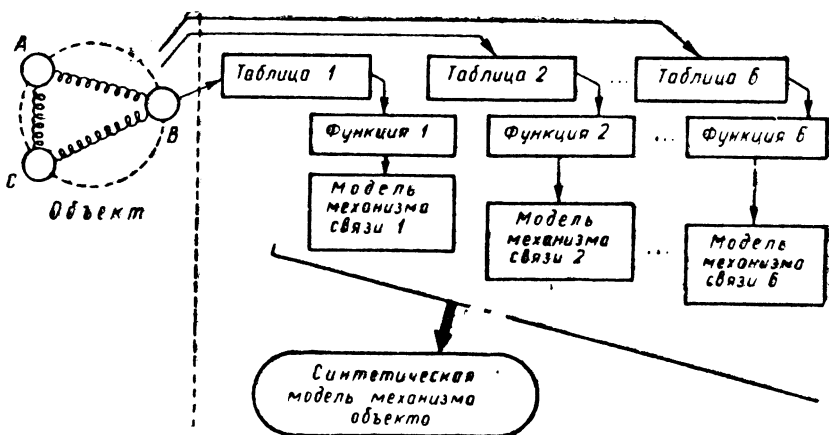 A
B
C
Объект
Таблица 1
Таблица 2
...
Таблица 6
Функция 1
Функция 2
...
Функция 6
Модель
механизма
связи 1
Модель
механизма
связи 2
...
Модель
механизма
связи 6
Синтетическая
модель механизма
объекто